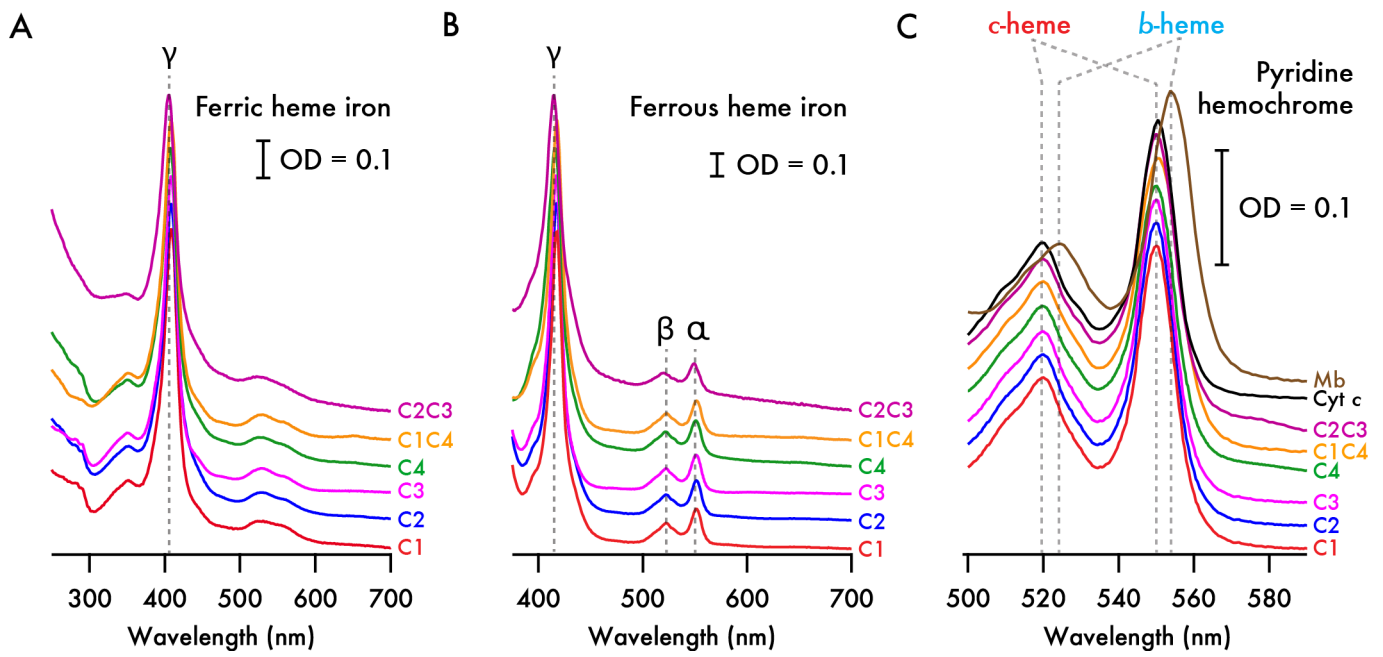 A
γ
Ferric heme iron
OD = 0.1
C2C3
C1C4
C4
C3
C2
C1
300 400 500 600 700
Wavelength (nm)
B
γ
Ferrous heme iron
OD = 0.1
β α
C2C3
C1C4
C4
C3
C2
C1
400 500 600 700
Wavelength (nm)
C
c-heme b-heme
Pyridine
hemochrome
OD = 0.1
Mb
Cyt c
C2C3
C1C4
C4
C3
C2
C1
500 520 540 560 580
Wavelength (nm)